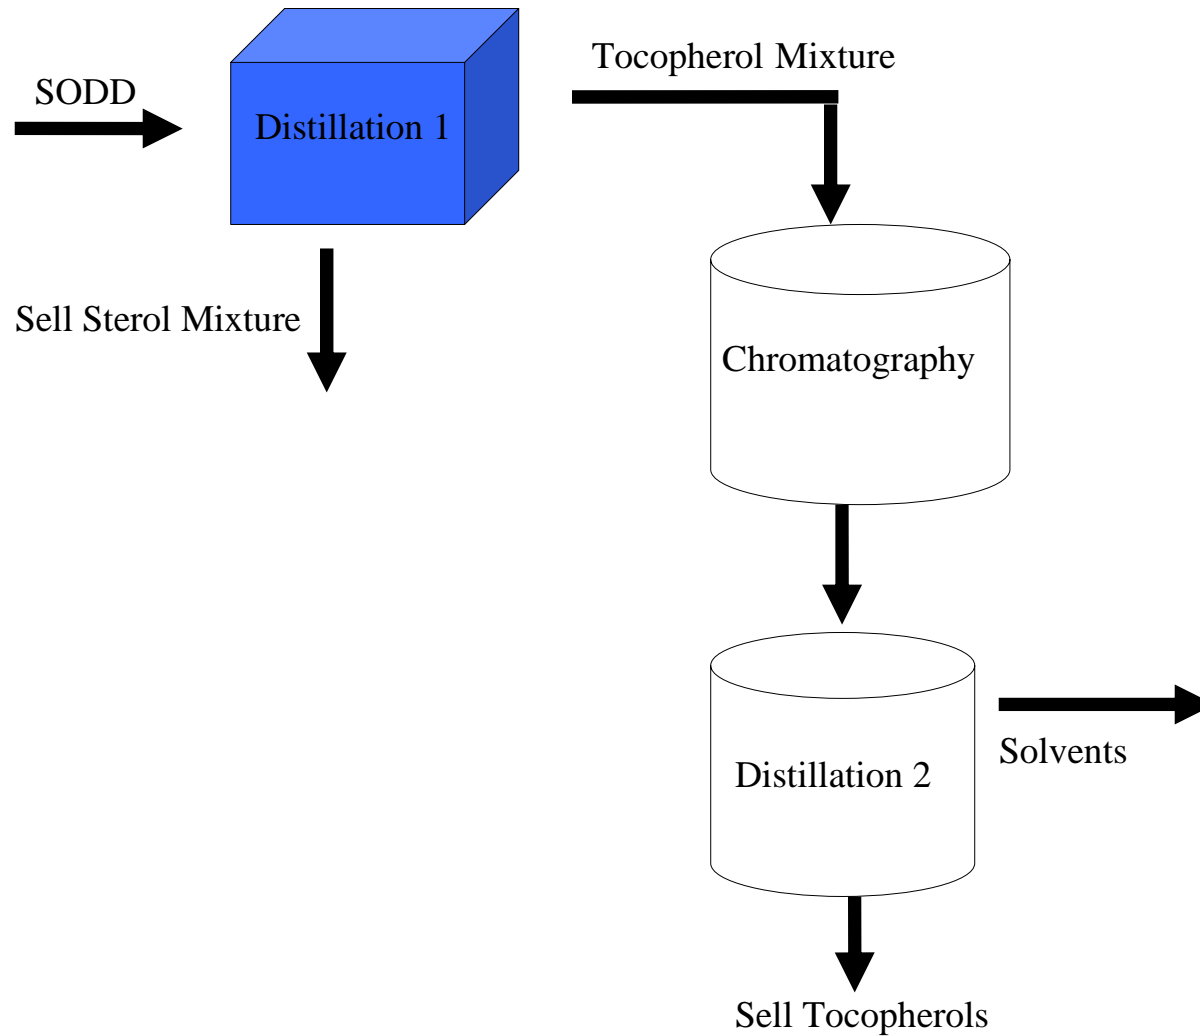 Tocopherol Mixture
SODD
Distillation 1
Sell Sterol Mixture
Chromatography
Solvents
Distillation 2
Sell Tocopherols